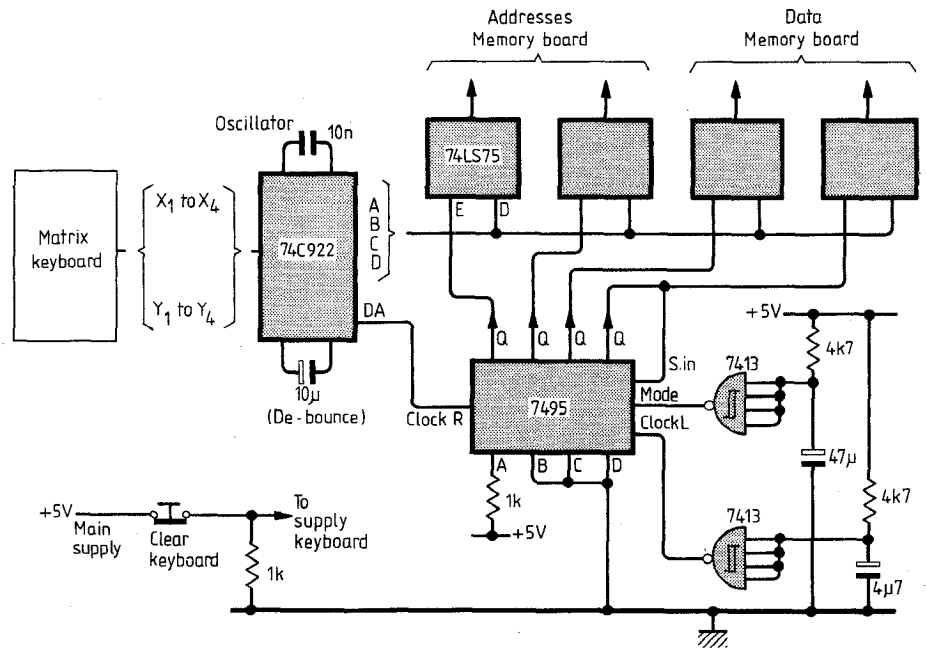 Addresses
Memory board
Data
Memory board
Oscillator
10n
74LS75
E
D
Matrix
keyboard
X1 to X4
Y1 to Y4
74C922
A
B
C
D
DA
10µ
(De-bounce)
Q
Q
Q
Q
S.in
Mode
Clock R
7495
Clock L
A
B
C
D
1k
+5V
+5V
4k7
7413
47µ
4k7
7413
4µ7
+5V
Main
supply
Clear
keyboard
To
supply
keyboard
1k